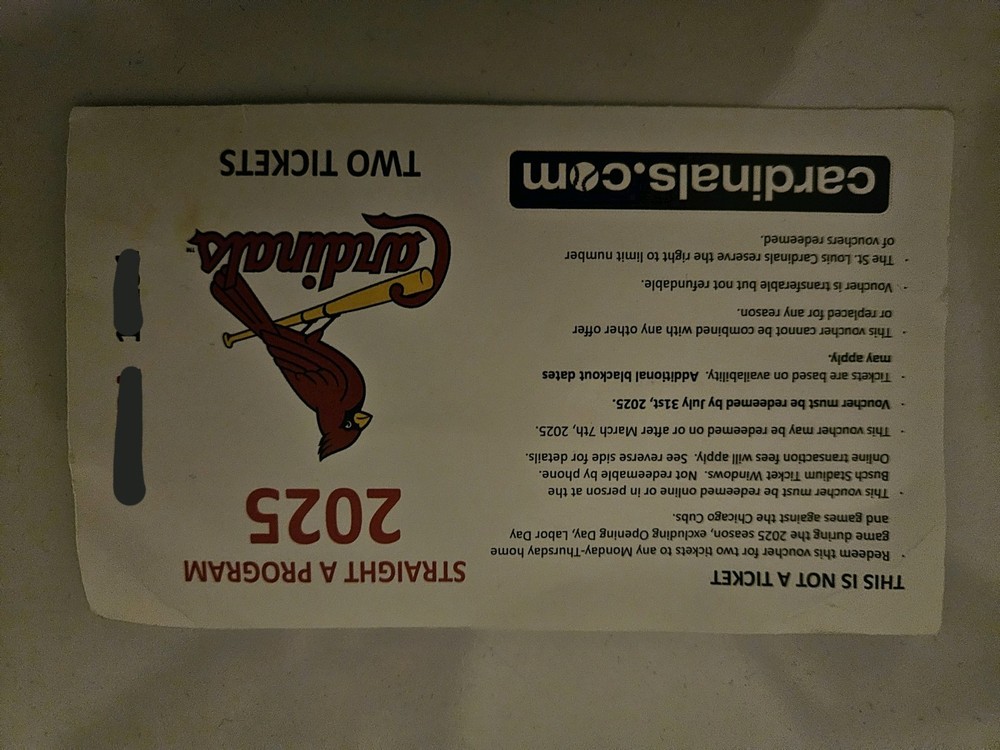 THIS IS NOT A TICKET
- Redeem this voucher for two tickets to any Monday-Thursday home
game during the 2025 season, excluding Opening Day, Labor Day
and games against the Chicago Cubs.
- This voucher must be redeemed online or in person at the
Busch Stadium Ticket Windows. Not redeemable by phone.
Online transaction fees will apply. See reverse side for details.
- This voucher may be redeemed on or after March 7th, 2025.
- Voucher must be redeemed by July 31st, 2025.
- Tickets are based on availability. Additional blackout dates
may apply.
- This voucher cannot be combined with any other offer
or replaced for any reason.
- Voucher is transferable but not refundable.
- The St. Louis Cardinals reserve the right to limit number
of vouchers redeemed.
cardinals.com
STRAIGHT A PROGRAM
2025
Cardinals™
TWO TICKETS